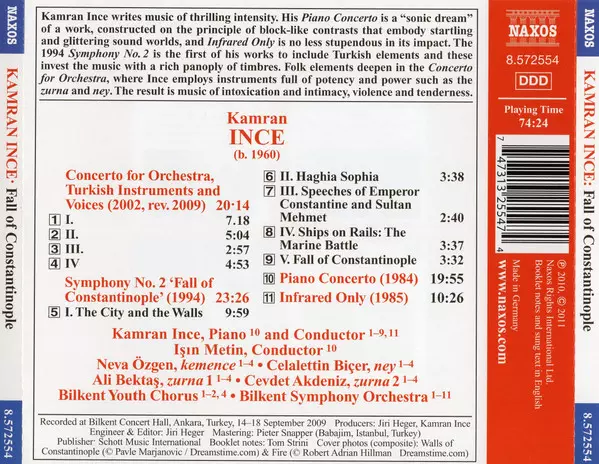 Kamran Ince writes music of thrilling intensity. His Piano Concerto is a “sonic dream”
of a work, constructed on the principle of block-like contrasts that embody startling
and glittering sound worlds, and Infrared Only is no less stupendous in its impact. The
1994 Symphony No. 2 is the first of his works to include Turkish elements and these
invest the music with a rich panoply of timbres. Folk elements deepen in the Concerto
for Orchestra, where Ince employs instruments full of potency and power such as the
zurna and ney. The result is music of intoxication and intimacy, violence and tenderness.
Kamran
INCE
(b. 1960)
Concerto for Orchestra,
Turkish Instruments and
Voices (2002, rev. 2009) 20·14
1 I. 7.18
2 II. 5:04
3 III. 2:57
4 IV 4:53
Symphony No. 2 ‘Fall of
Constantinople’ (1994) 23:26
5 I. The City and the Walls 9:59
6 II. Haghia Sophia 3:38
7 III. Speeches of Emperor
Constantine and Sultan
Mehmet 2:40
8 IV. Ships on Rails: The
Marine Battle 3:37
9 V. Fall of Constantinople 3:32
10 Piano Concerto (1984) 19:55
11 Infrared Only (1985) 10:26
Kamran Ince, Piano 10 and Conductor 1–9, 11
Işın Metin, Conductor 10
Neva Özgen, kemence 1–4 • Celalettin Biçer, ney 1–4
Ali Bektaş, zurna 1 1–4 • Cevdet Akdeniz, zurna 2 1–4
Bilkent Youth Chorus 1–2, 4 • Bilkent Symphony Orchestra 1–11
Recorded at Bilkent Concert Hall, Ankara, Turkey, 14–18 September 2009 Producers: Jiri Heger, Kamran Ince
Engineer & Editor: Jiri Heger Mastering: Pieter Snapper (Babajim, Istanbul, Turkey)
Publisher Schott Music International Booklet notes: Tom Strini Cover photos (composite): Walls of
Constantinople (© Pavle Marjanovic / Dreamstime.com) & Fire (© Robert Adrian Hillman Dreamstime.com)
NAXOS
8.572554
DDD
Playing Time
74:24
7 47313 25547 4
Made in Germany
www.naxos.com
℗ 2010, © 2011
Naxos Rights International Ltd.
Booklet notes and sung text in English
NAXOS
KAMRAN INCE: Fall of Constantinople
8.572554
NAXOS
KAMRAN INCE: Fall of Constantinople
8.572554